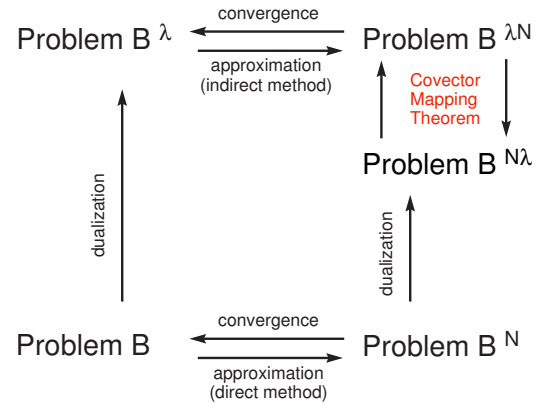 convergence
Problem B λ
Problem B λN
approximation
(indirect method)
Covector
Mapping
Theorem
Problem B Nλ
dualization
dualization
convergence
Problem B
Problem B N
approximation
(direct method)